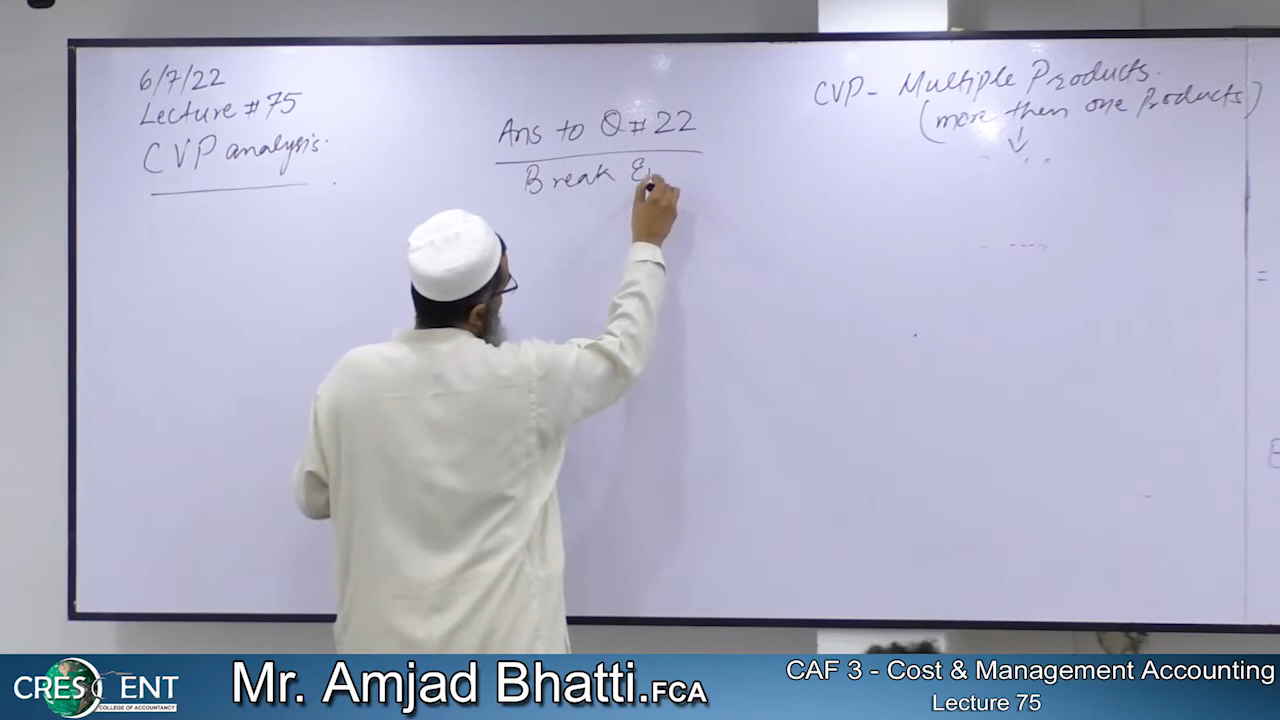 6/7/22
Lecture #75
CVP analysis.
Ans to Q#22
Break E
CVP- Multiple Products.
(more then one Products)
=
CRESCENT
COLLEGE OF ACCOUNTANCY
Mr. Amjad Bhatti.FCA
CAF 3 - Cost & Management Accounting
Lecture 75